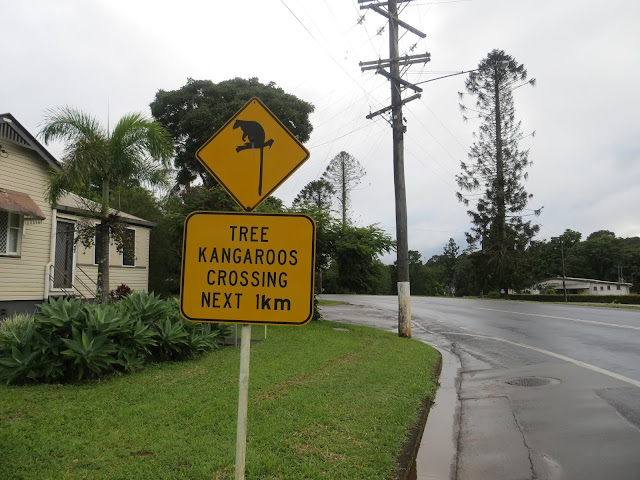 TREE
KANGAROOS
CROSSING
NEXT 1km